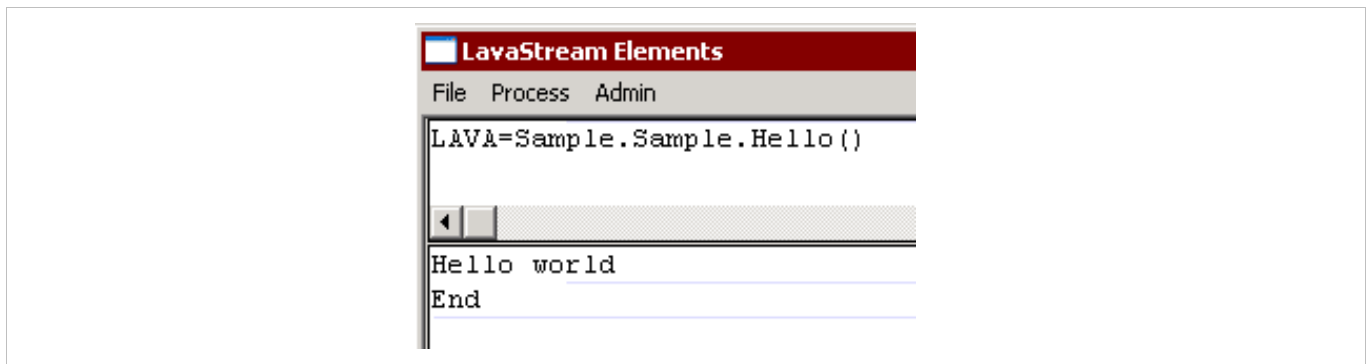 LavaStream Elements
File Process Admin
LAVA=Sample.Sample.Hello()
Hello world
End